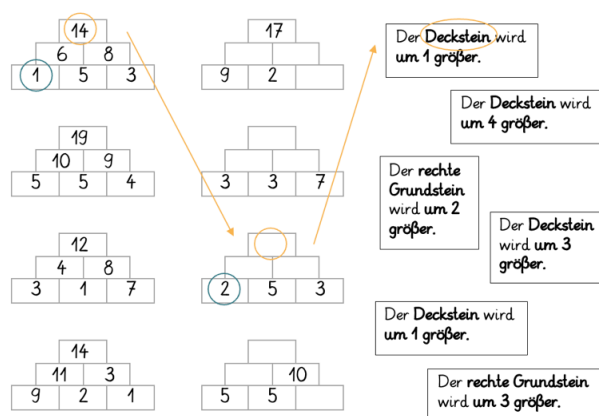 14
6 8
1 5 3
19
10 9
5 5 4
12
4 8
3 1 7
14
11 3
9 2 1
17
9 2
3 3 7
2 5 3
10
5 5
Der Deckstein wird
um 1 größer.
Der Deckstein wird
um 4 größer.
Der rechte
Grundstein
wird um 2
größer.
Der Deckstein
wird um 3
größer.
Der Deckstein wird
um 1 größer.
Der rechte Grundstein
wird um 3 größer.